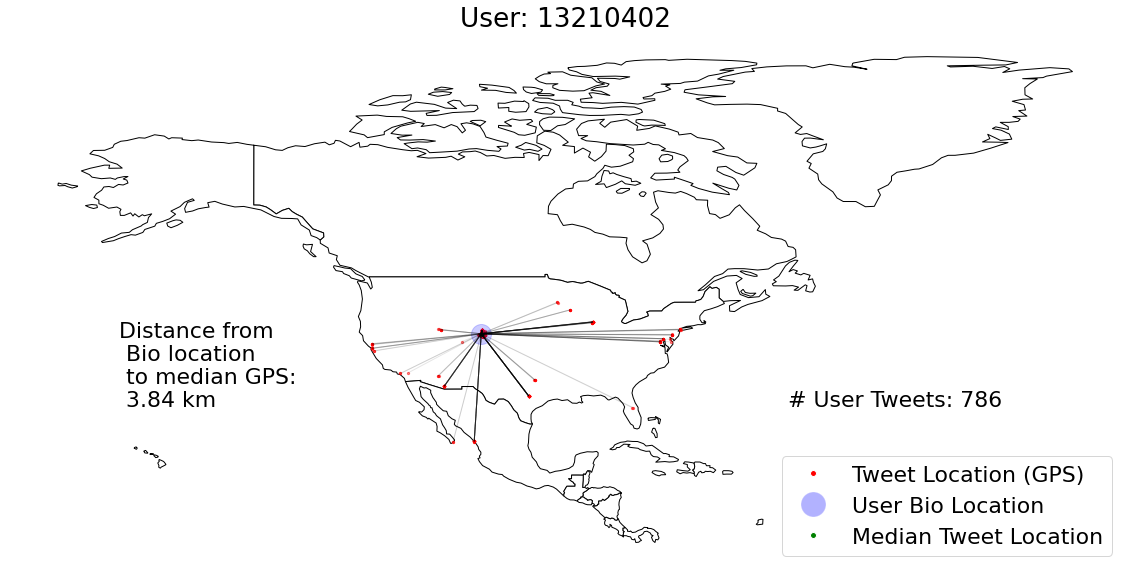 User: 13210402
Distance from
Bio location
to median GPS:
3.84 km
# User Tweets: 786
Tweet Location (GPS)
User Bio Location
Median Tweet Location